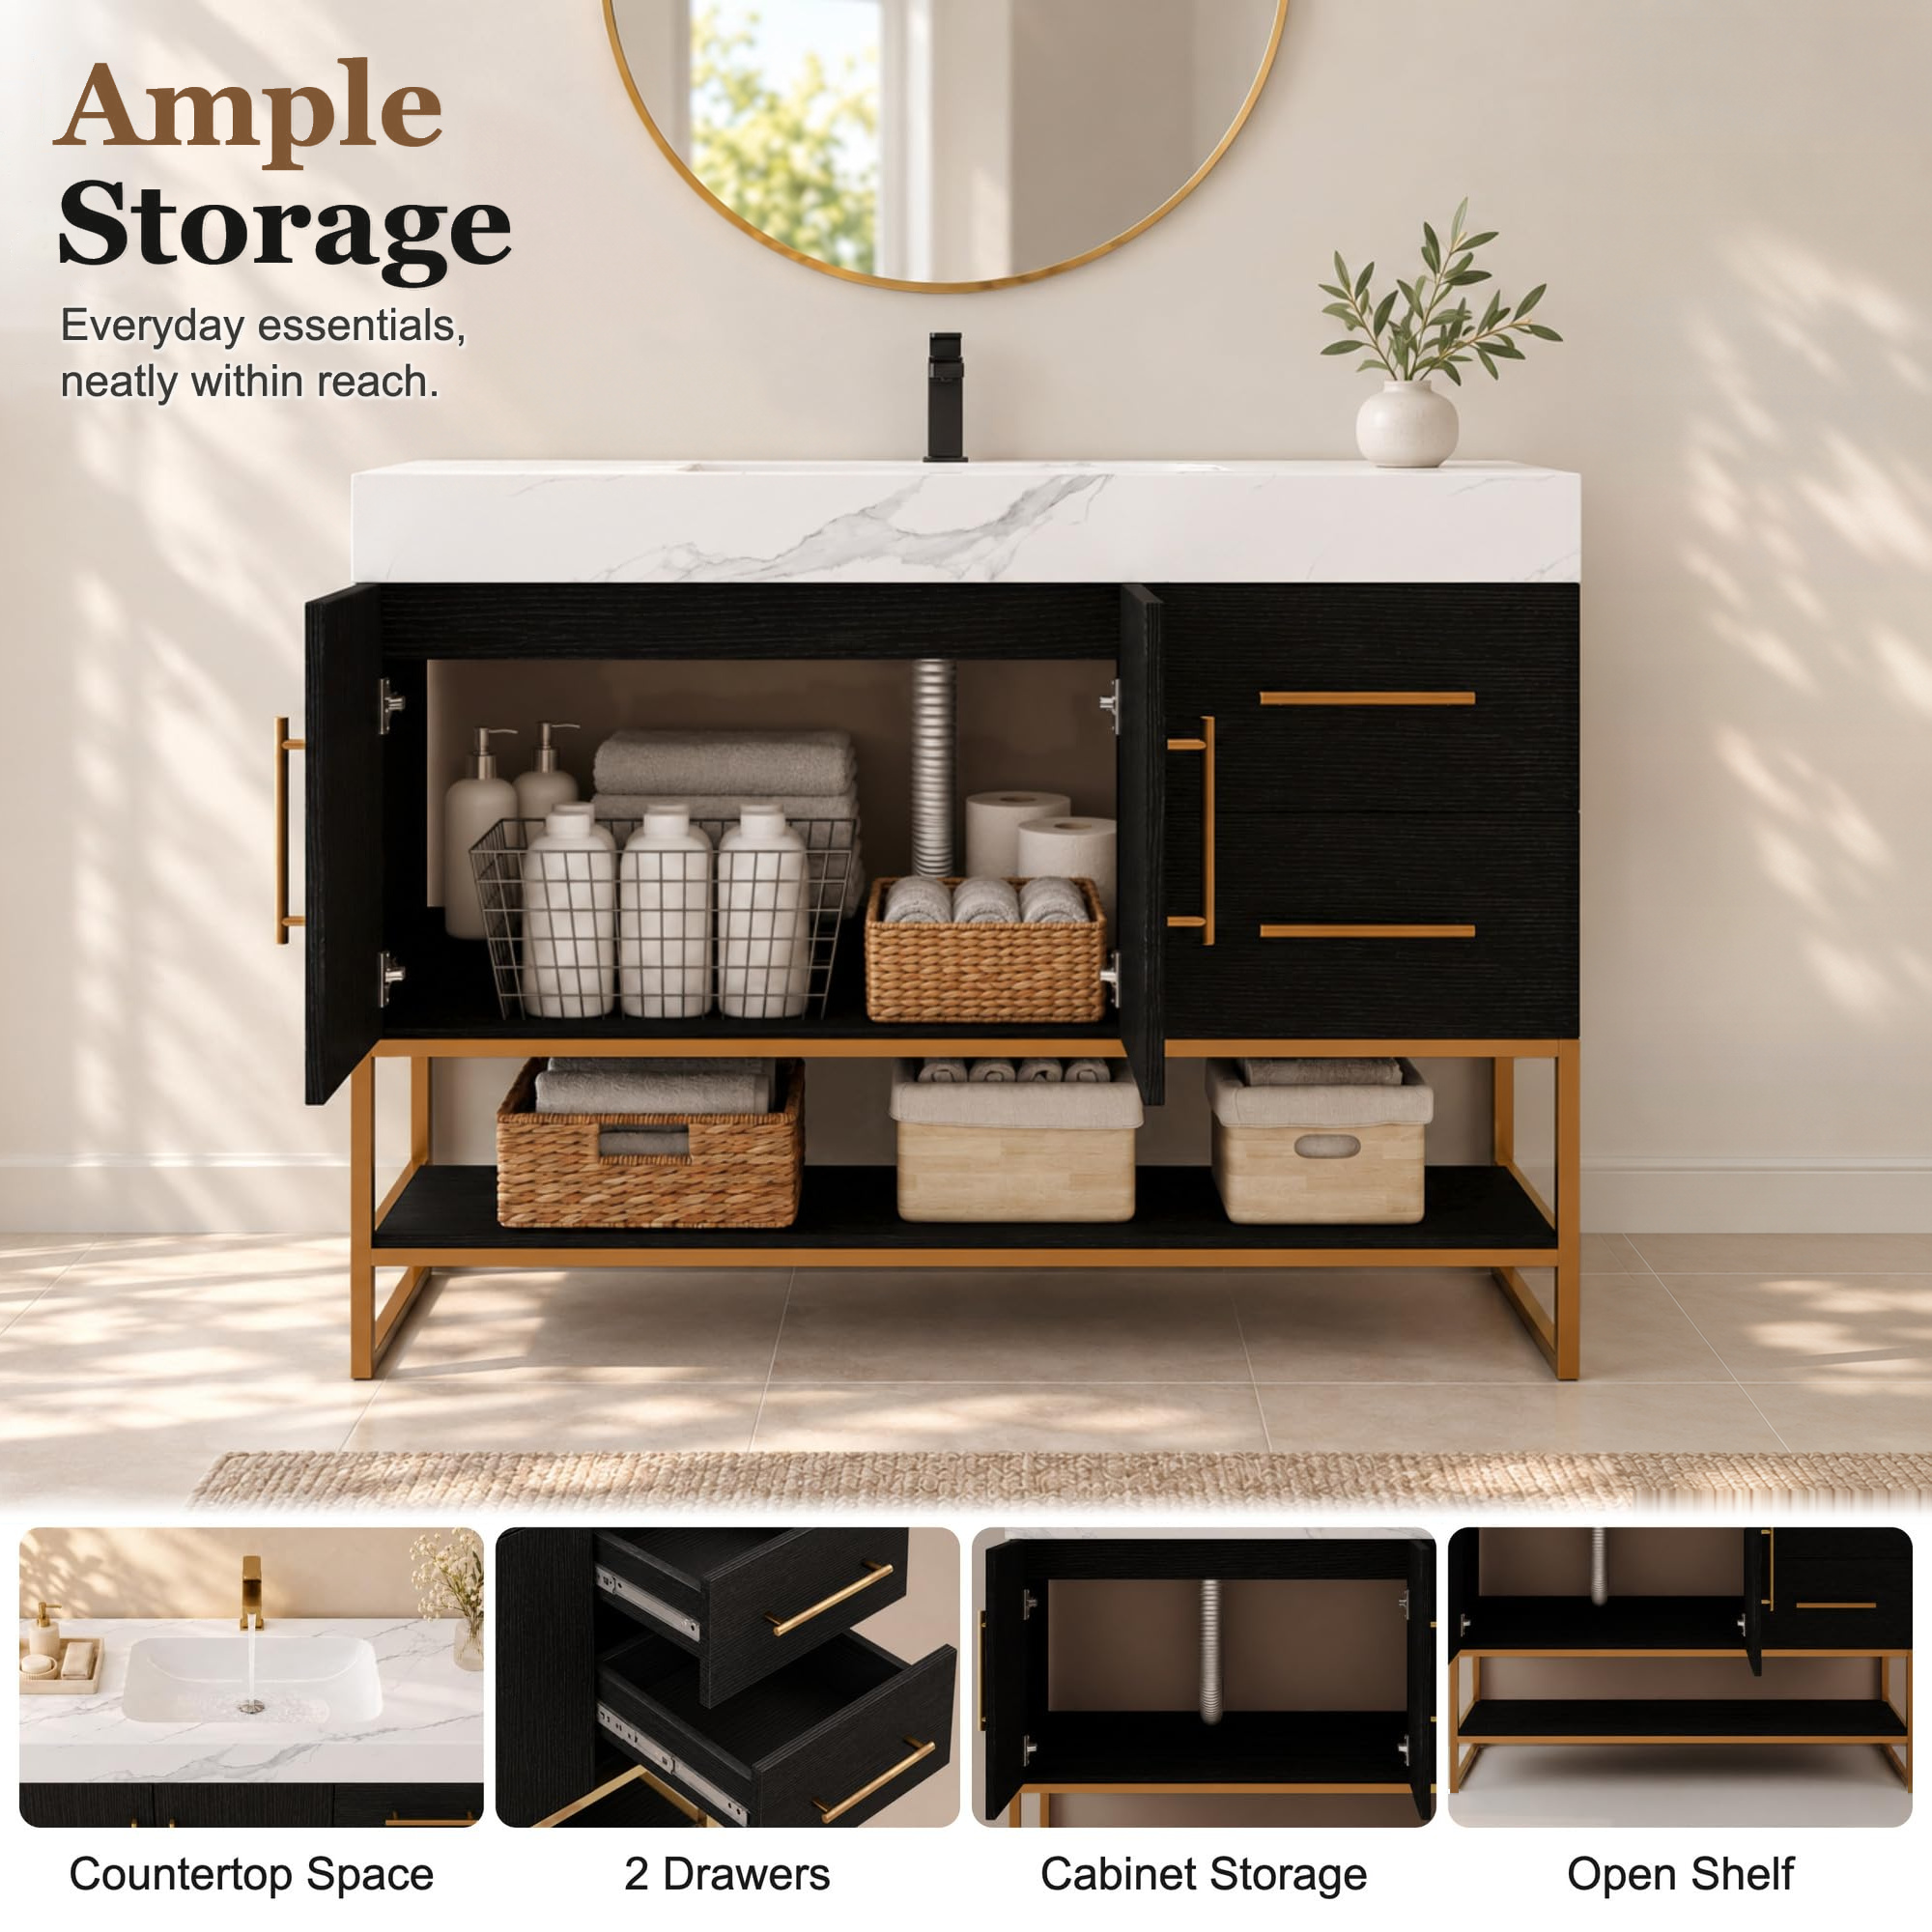 Ample
Storage
Everyday essentials,
neatly within reach.
Countertop Space
2 Drawers
Cabinet Storage
Open Shelf